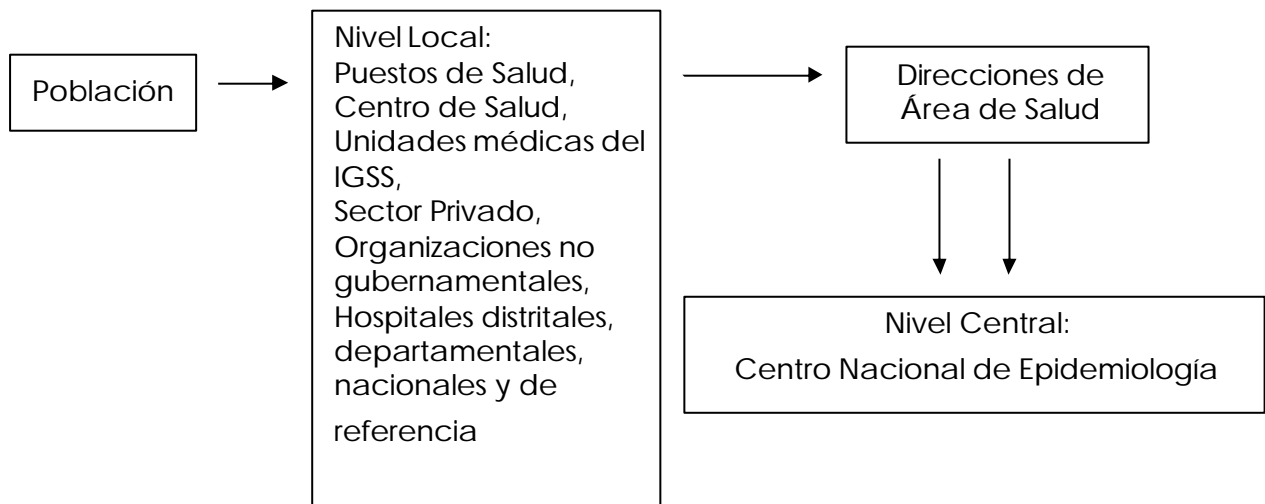 Población
Nivel Local:
Puestos de Salud,
Centro de Salud,
Unidades médicas del
IGSS,
Sector Privado,
Organizaciones no
gubernamentales,
Hospitales distritales,
departamentales,
nacionales y de
referencia
Direcciones de
Área de Salud
Nivel Central:
Centro Nacional de Epidemiología